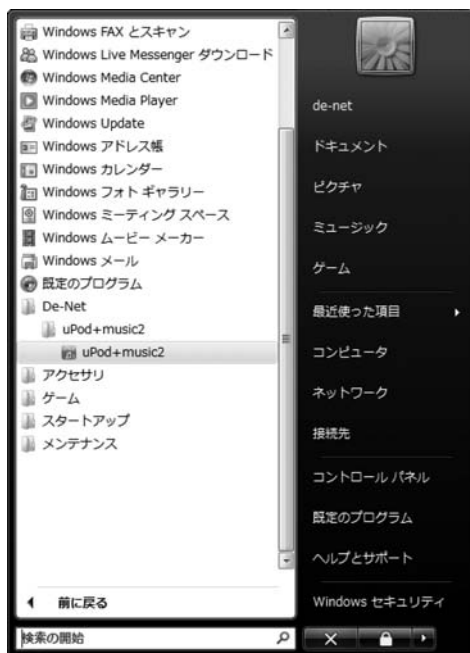 Windows FAX とスキャン
Windows Live Messenger ダウンロード
Windows Media Center
Windows Media Player
Windows Update
Windows アドレス帳
Windows カレンダー
Windows フォト ギャラリー
Windows ミーティング スペース
Windows ムービー メーカー
Windows メール
既定のプログラム
De-Net
uPod+music2
uPod+music2
アクセサリ
ゲーム
スタートアップ
メンテナンス
前に戻る
検索の開始
de-net
ドキュメント
ピクチャ
ミュージック
ゲーム
最近使った項目
コンピュータ
ネットワーク
接続先
コントロール パネル
既定のプログラム
ヘルプとサポート
Windows セキュリティ